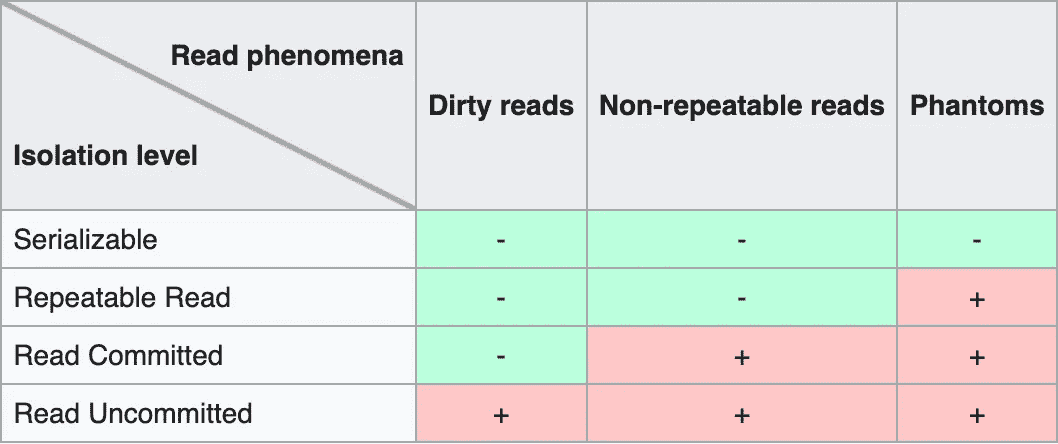 Read phenomena
Isolation level
Dirty reads Non-repeatable reads Phantoms
Serializable - - -
Repeatable Read - - +
Read Committed - + +
Read Uncommitted + + +